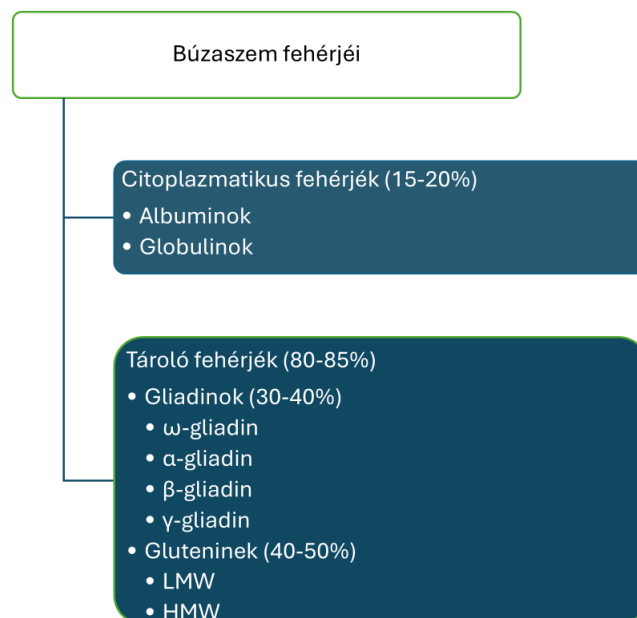 Búzaszem fehérjéi
Citoplazmatikus fehérjék (15-20%)
• Albuminok
• Globulinok
Tároló fehérjék (80-85%)
• Gliadinok (30-40%)
• ω-gliadin
• α-gliadin
• β-gliadin
• γ-gliadin
• Gluteninek (40-50%)
• LMW
• HMW